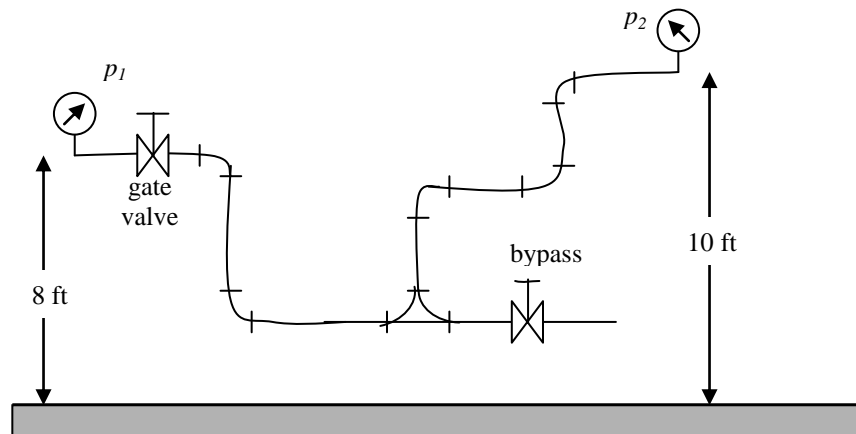 p₂
p₁
gate
valve
bypass
10 ft
8 ft